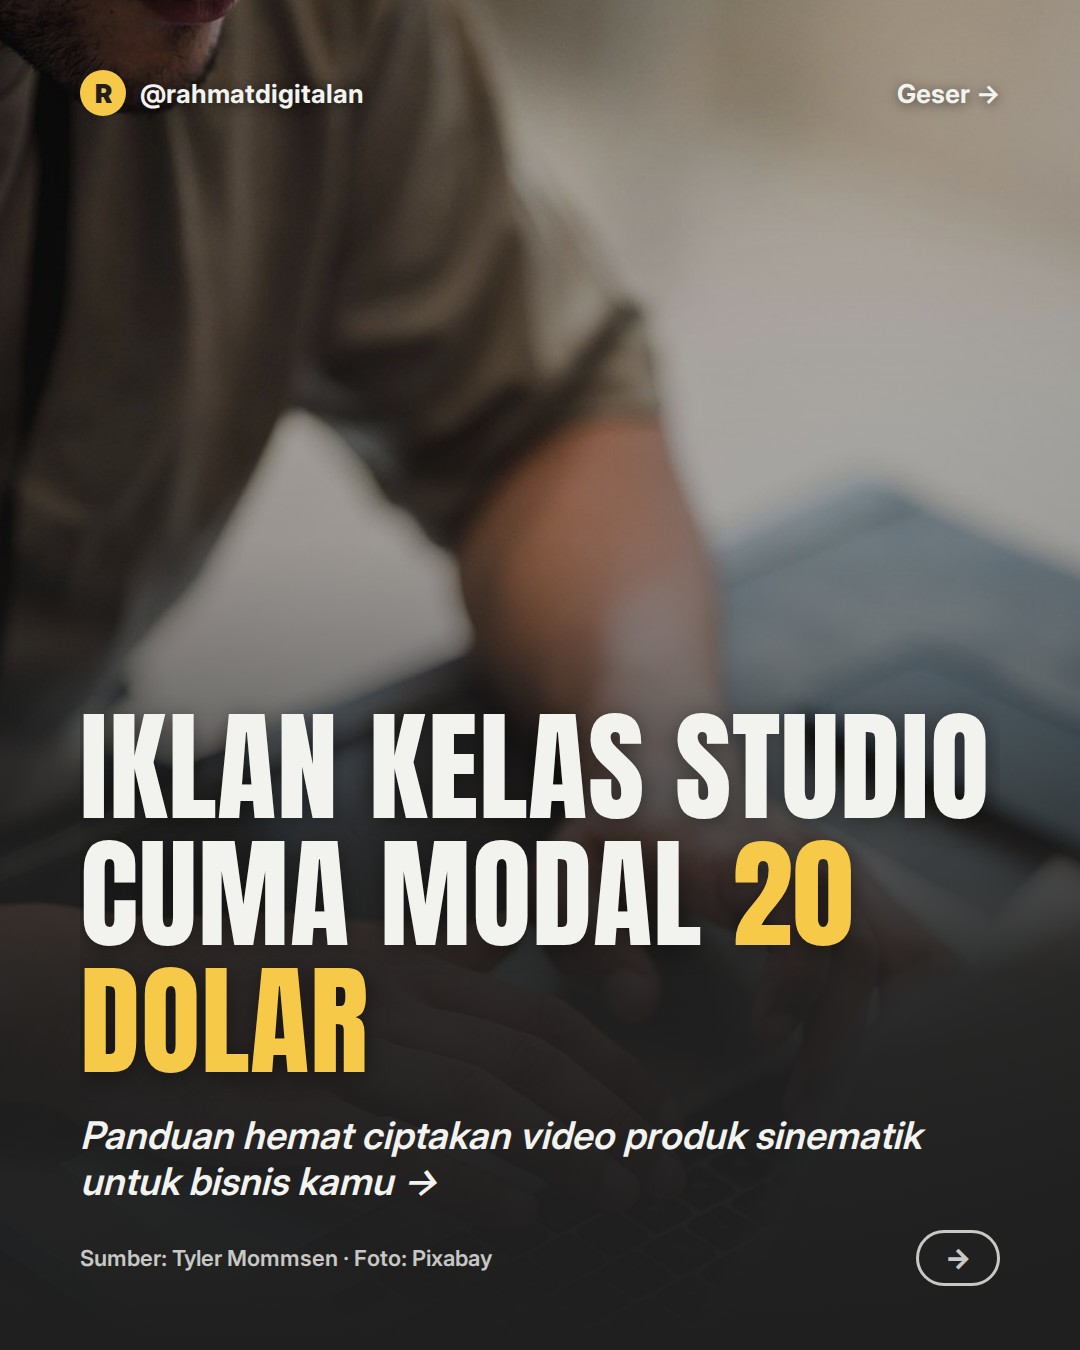 R @rahmatdigitalan
Geser →
IKLAN KELAS STUDIO
CUMA MODAL 20
DOLAR
Panduan hemat ciptakan video produk sinematik
untuk bisnis kamu →
Sumber: Tyler Mommsen · Foto: Pixabay
→